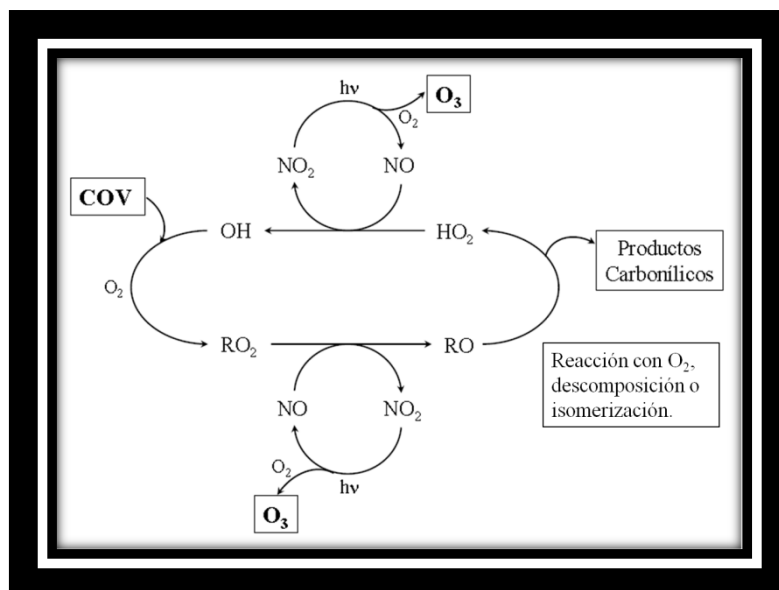 hν
O₃
O₂
NO₂
NO
COV
OH
HO₂
Productos
Carbonílicos
O₂
RO₂
RO
Reacción con O₂,
descomposición o
isomerización.
NO
NO₂
O₂
hν
O₃